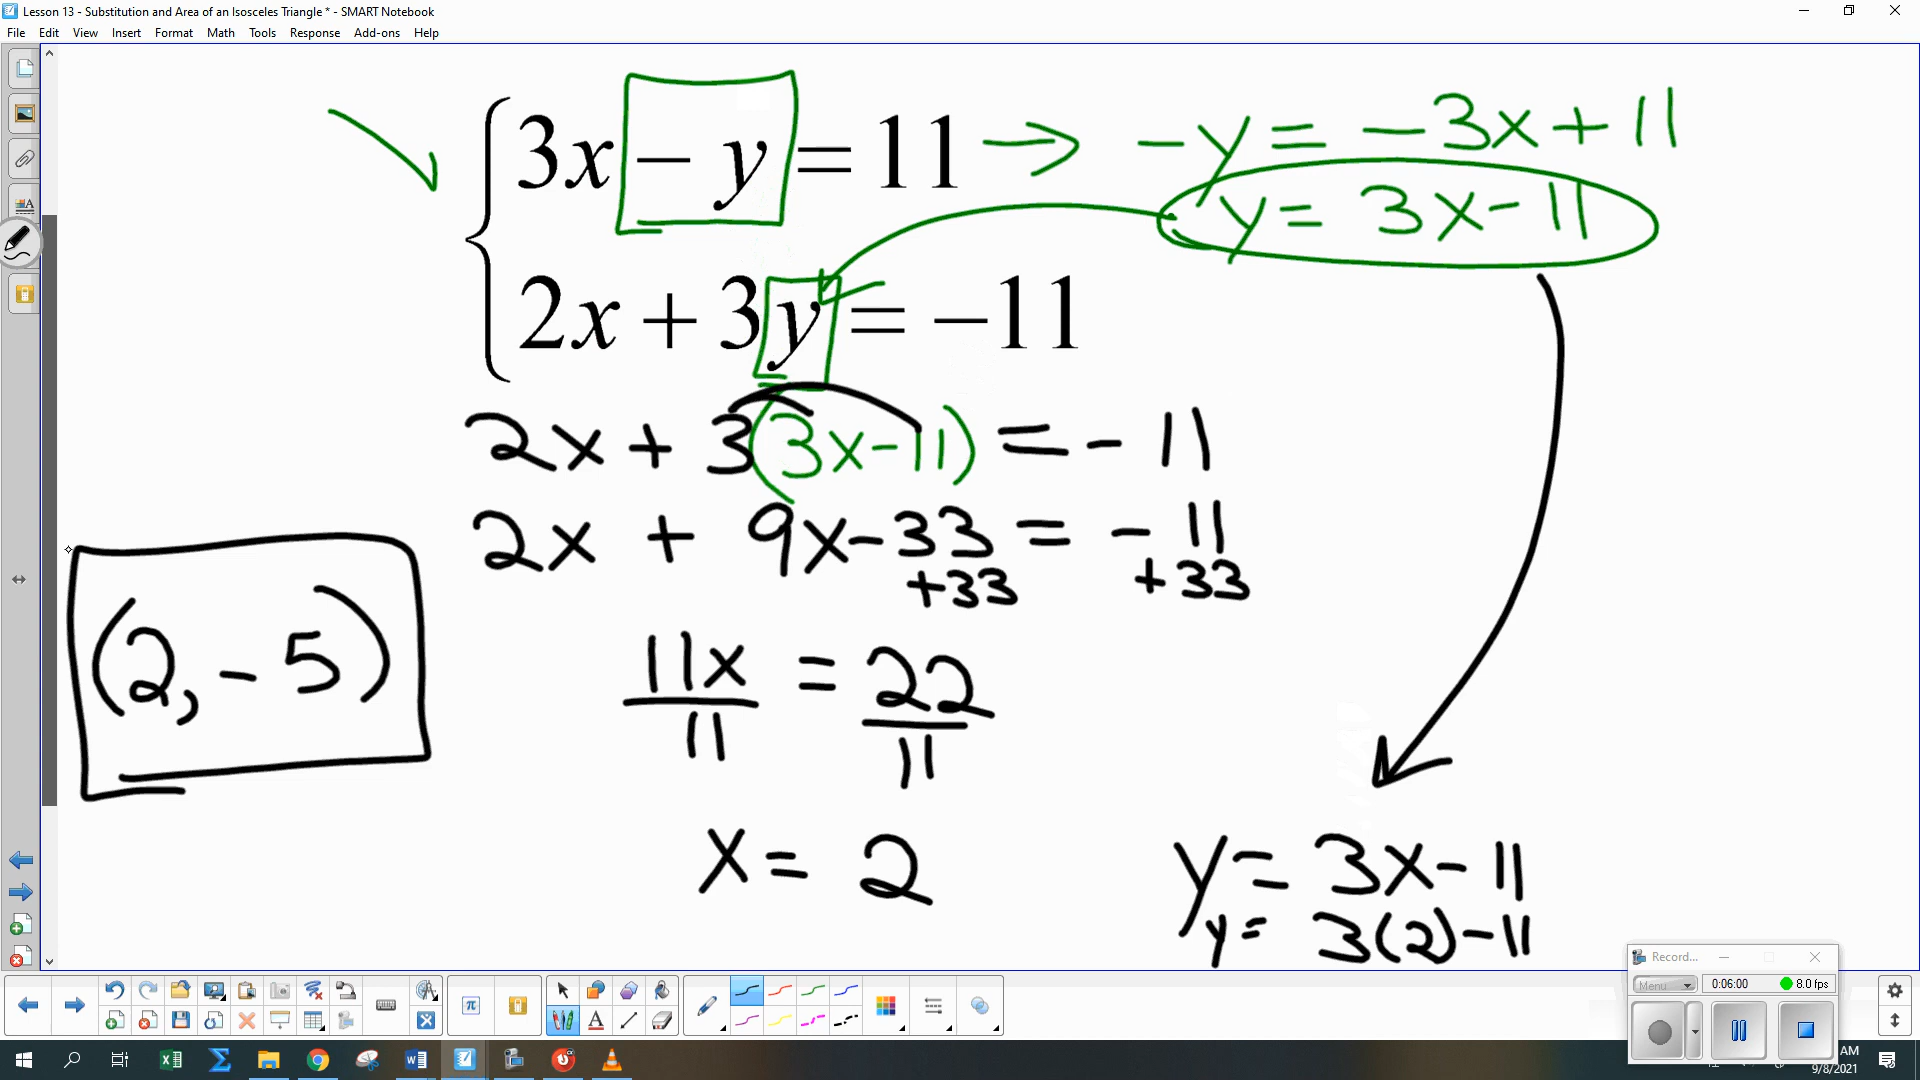 Lesson 13 - Substitution and Area of an Isosceles Triangle * - SMART Notebook
File Edit View Insert Format Math Tools Response Add-ons Help
3x - y = 11 → -y = -3x + 11
y = 3x - 11
2x + 3y = -11
2x + 3(3x - 11) = - 11
2x + 9x - 33 = - 11
+33 +33
11x = 22
11 11
(2, - 5)
x = 2
y = 3x - 11
y = 3(2) - 11
Record...
Menu 0:06:00 8.0 fps
AM
9/8/2021